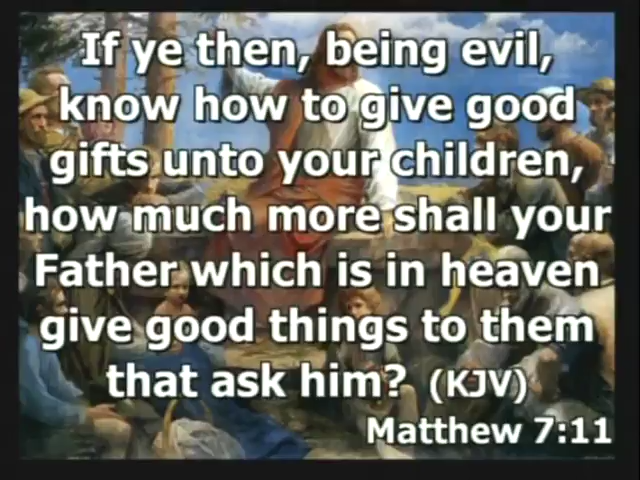 If ye then, being evil,
know how to give good
gifts unto your children,
how much more shall your
Father which is in heaven
give good things to them
that ask him? (KJV)
Matthew 7:11